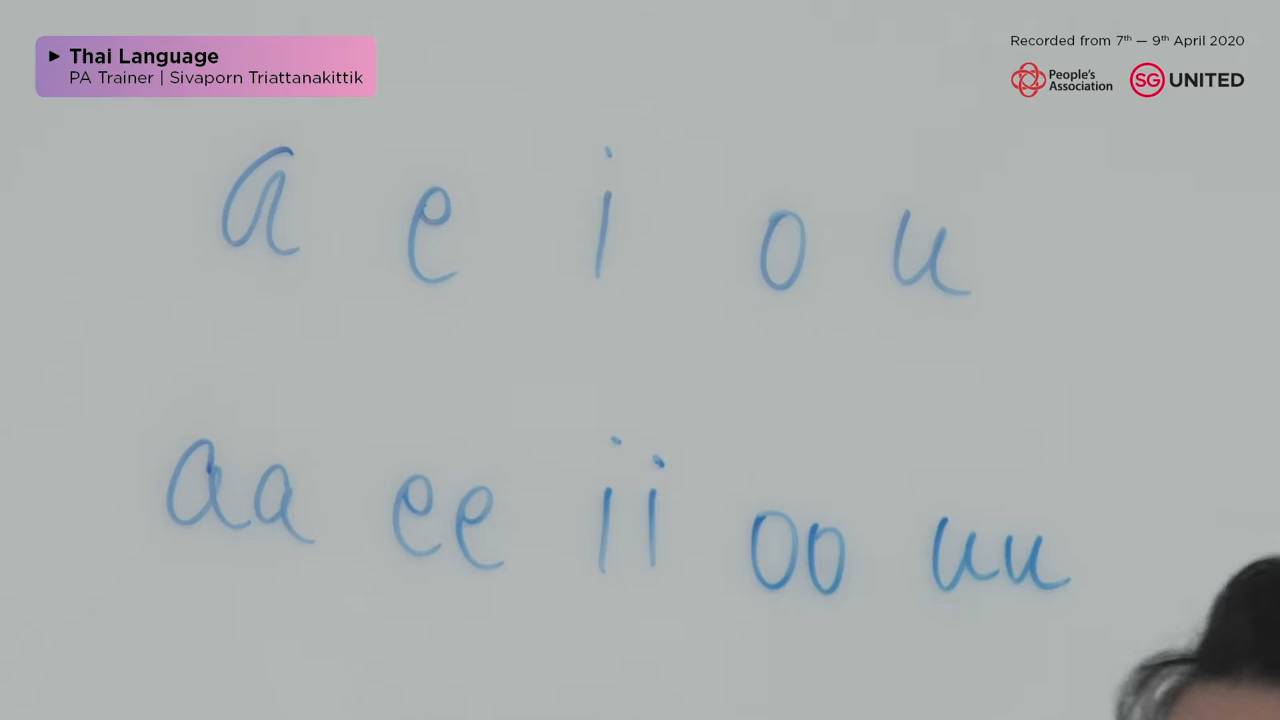 Thai Language
PA Trainer | Sivaporn Triattanakittik
Recorded from 7th — 9th April 2020
People's
Association
SG UNITED
a e i o u
aa ee ii oo uu